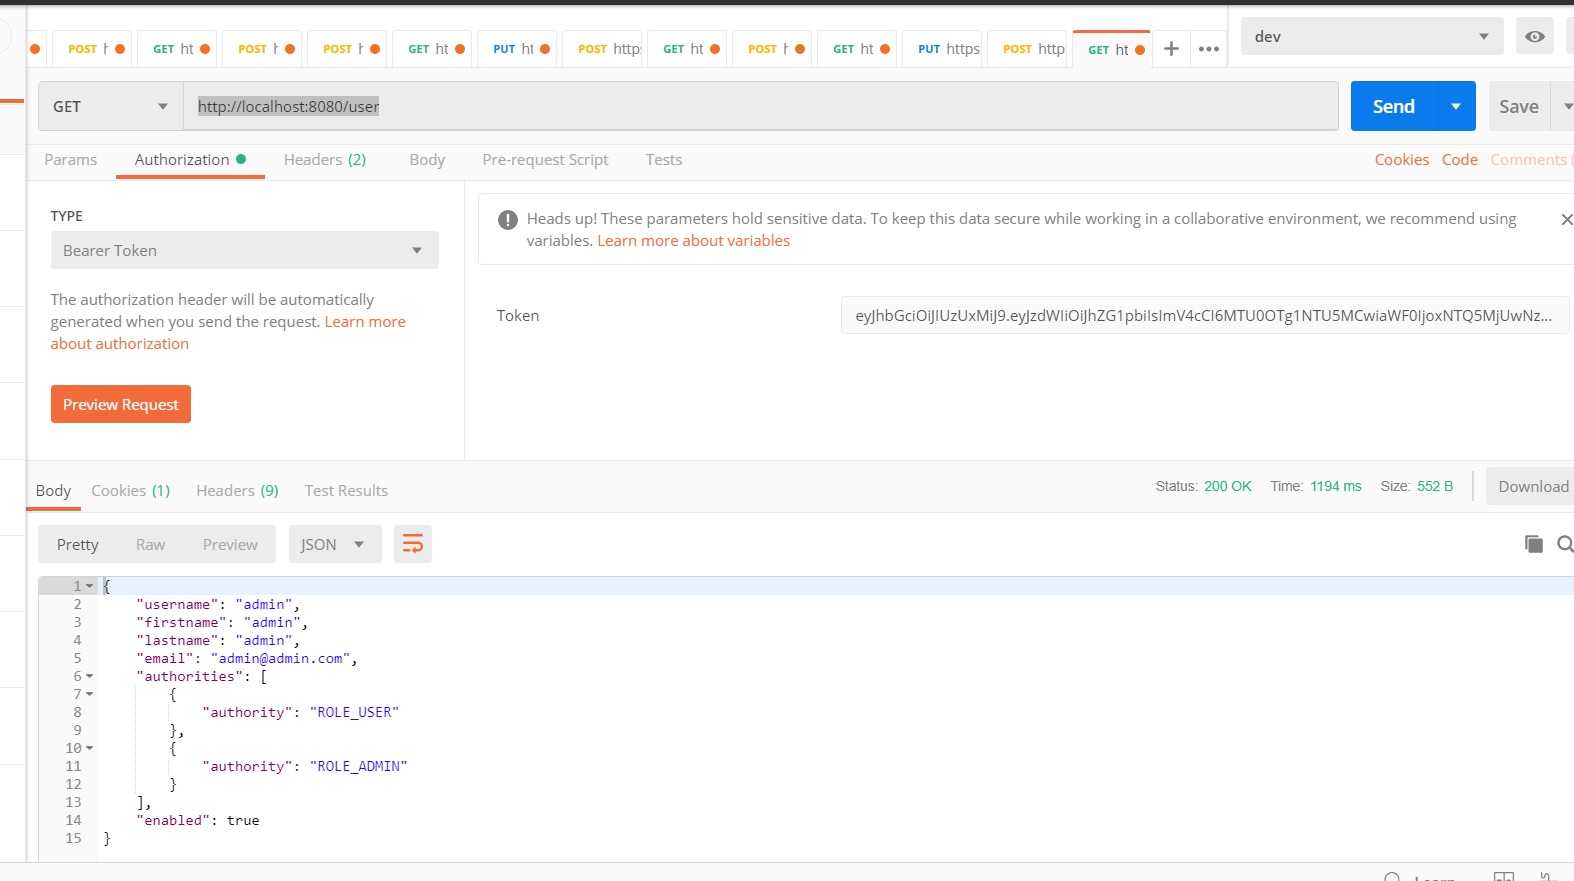 POST h GET ht POST h POST h GET ht PUT ht POST http GET ht POST h GET ht PUT https POST http GET ht + ••• dev
GET http://localhost:8080/user Send Save
Params Authorization Headers (2) Body Pre-request Script Tests Cookies Code Comments (
TYPE
Bearer Token
The authorization header will be automatically
generated when you send the request. Learn more
about authorization
Preview Request
Heads up! These parameters hold sensitive data. To keep this data secure while working in a collaborative environment, we recommend using
variables. Learn more about variables
Token eyJhbGciOiJIUzUxMiJ9.eyJzdWIiOiJhZG1pbiIsImV4cCI6MTU0OTg1NTU5MCwiaWF0IjoxNTQ5MjUwNz...
Body Cookies (1) Headers (9) Test Results Status: 200 OK Time: 1194 ms Size: 552 B Download
Pretty Raw Preview JSON
1 {
2 "username": "admin",
3 "firstname": "admin",
4 "lastname": "admin",
5 "email": "admin@admin.com",
6 "authorities": [
7 {
8 "authority": "ROLE_USER"
9 },
10 {
11 "authority": "ROLE_ADMIN"
12 }
13 ],
14 "enabled": true
15 }